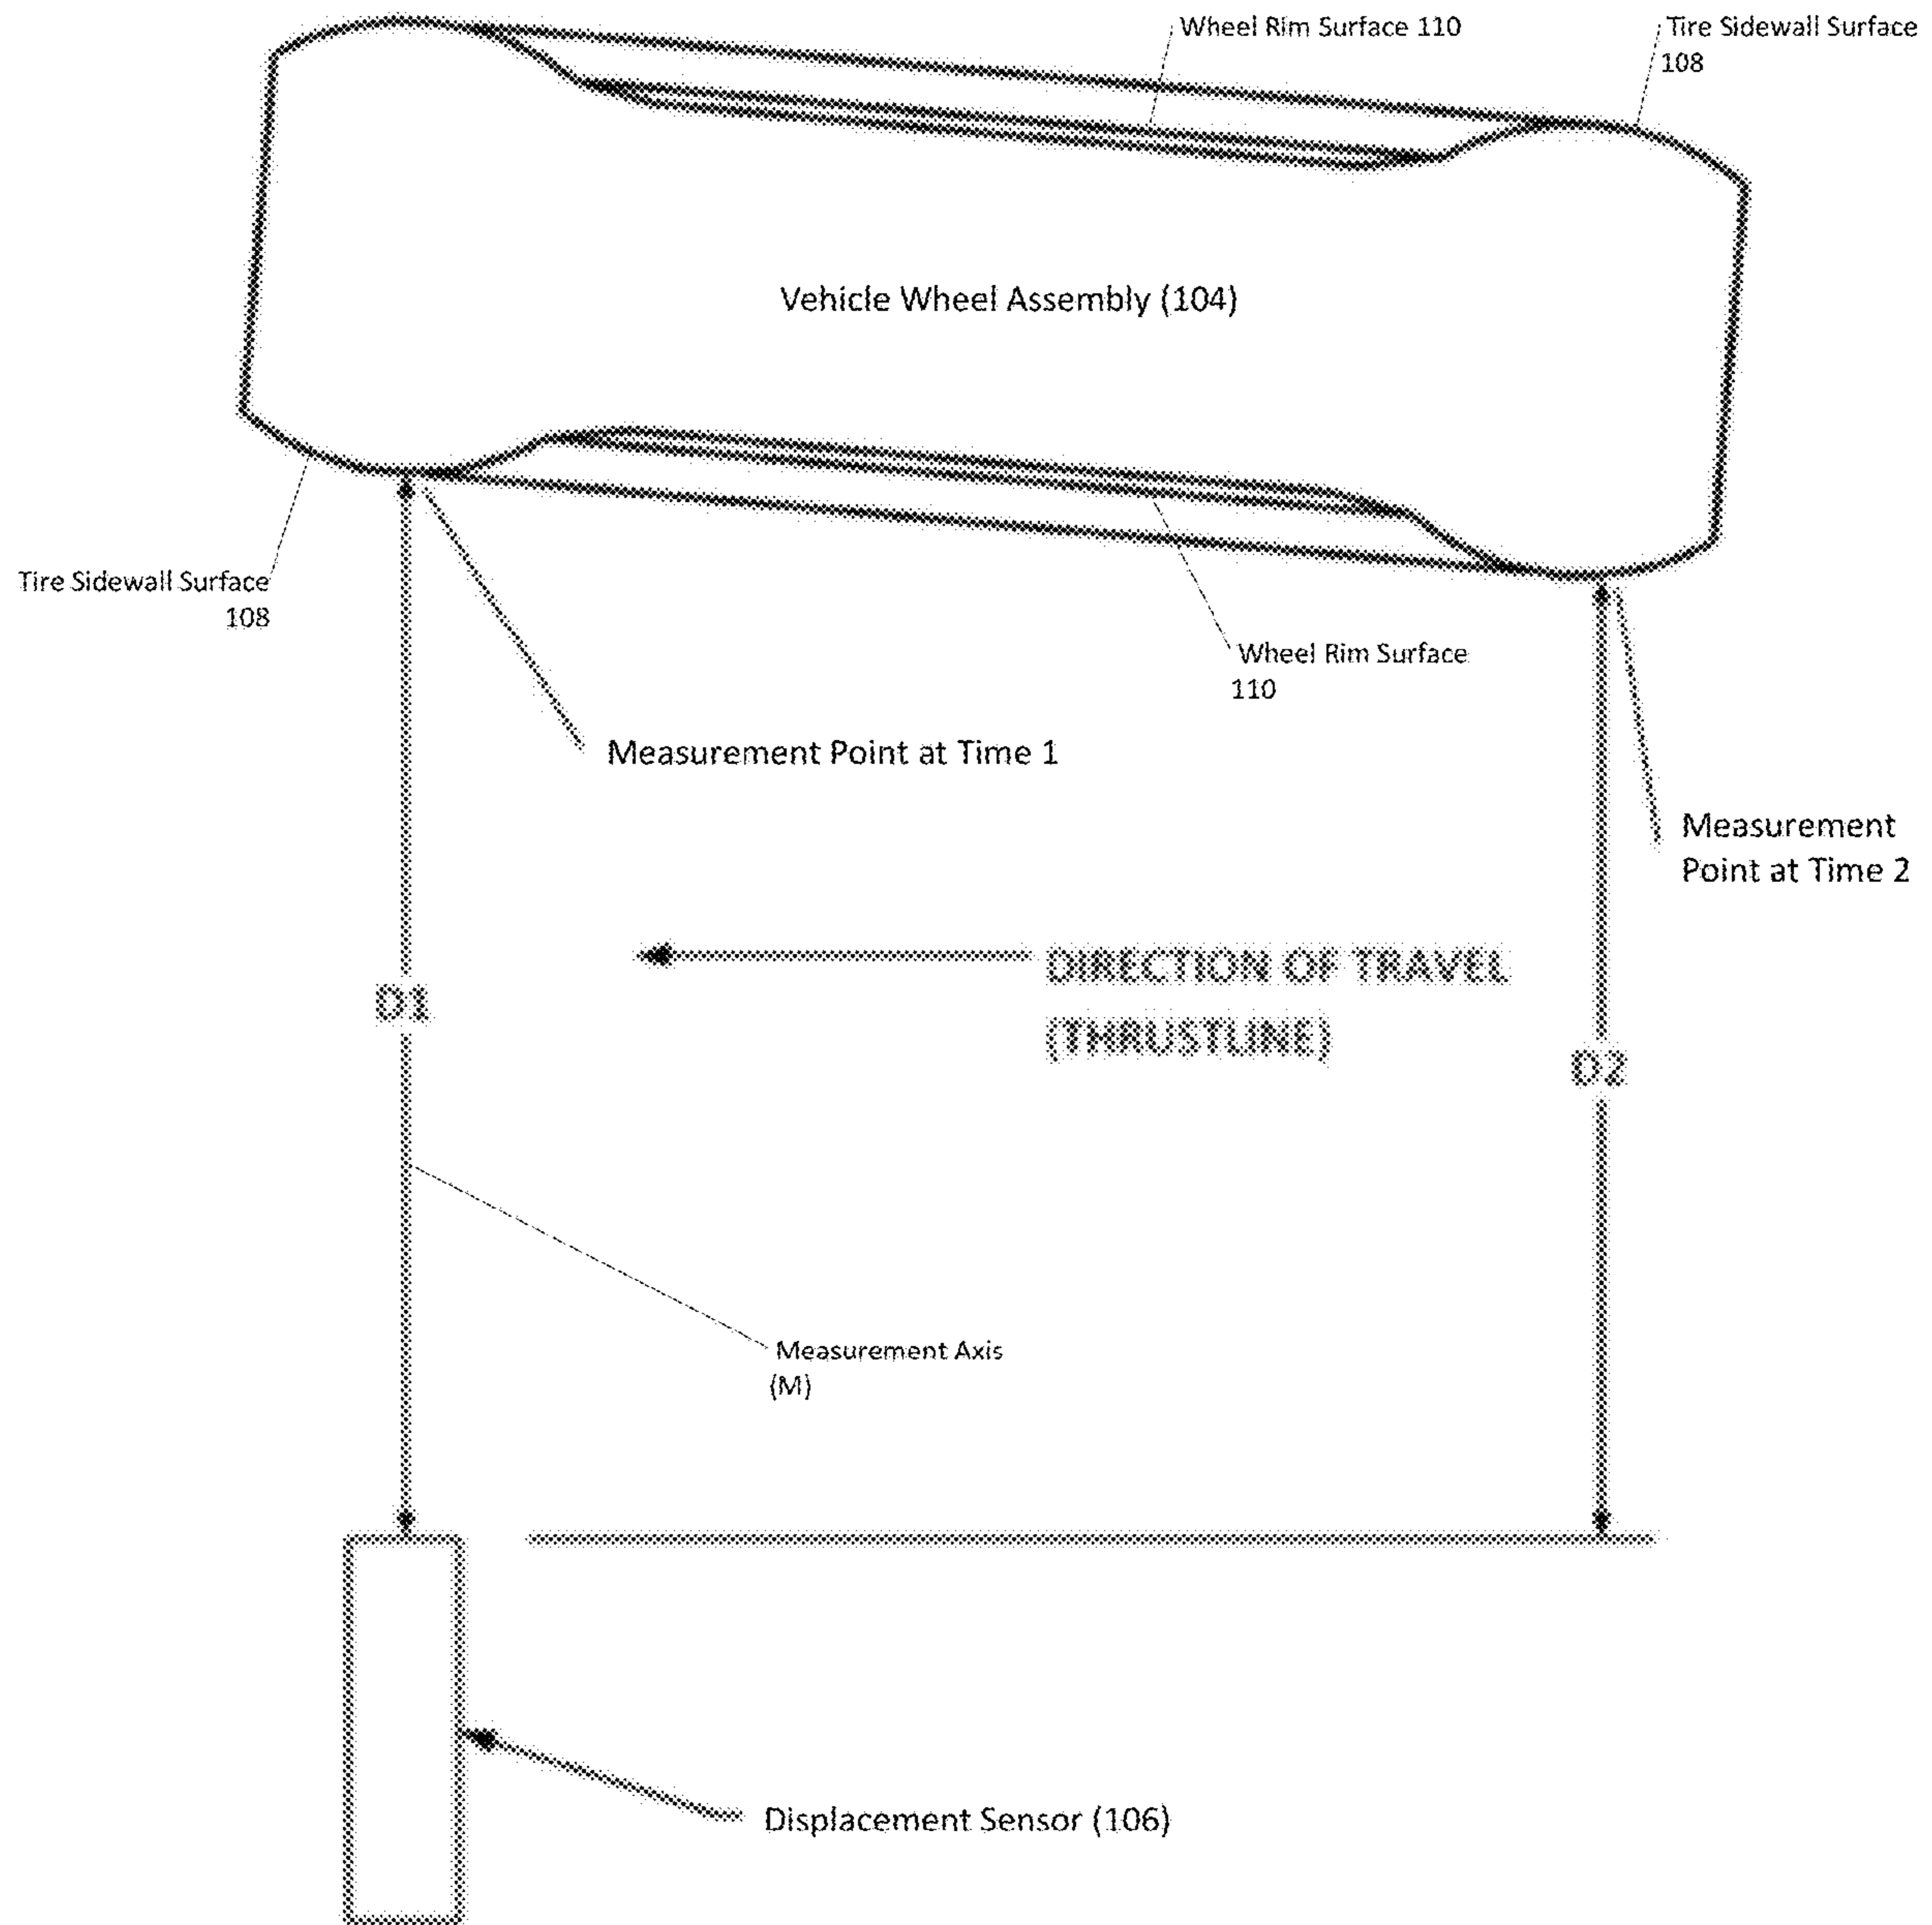 Wheel Rim Surface 110
Tire Sidewall Surface
108
Vehicle Wheel Assembly (104)
Tire Sidewall Surface
108
Wheel Rim Surface
110
Measurement Point at Time 1
Measurement
Point at Time 2
DIRECTION OF TRAVEL
(THRUSTLINE)
D1
D2
Measurement Axis
(M)
Displacement Sensor (106)